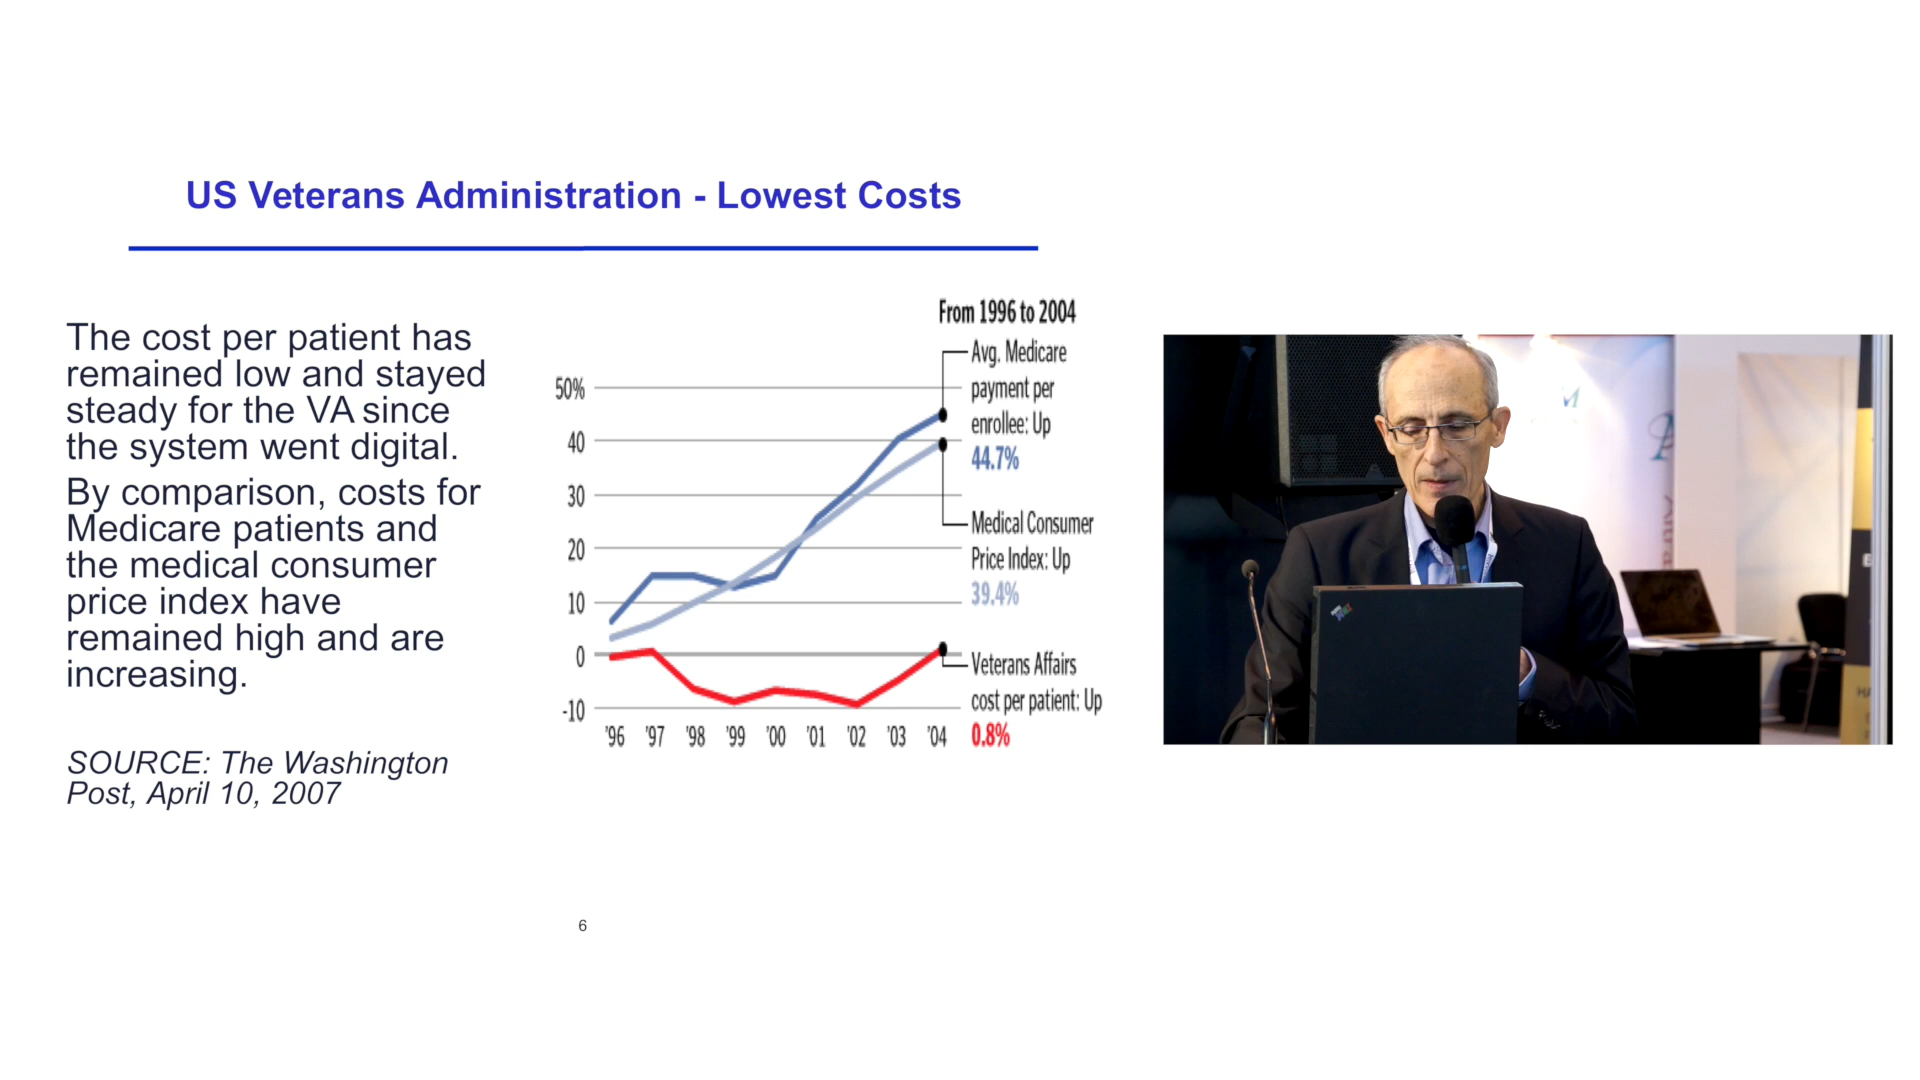 US Veterans Administration - Lowest Costs
The cost per patient has
remained low and stayed
steady for the VA since
the system went digital.
By comparison, costs for
Medicare patients and
the medical consumer
price index have
remained high and are
increasing.
SOURCE: The Washington
Post, April 10, 2007
From 1996 to 2004
Avg. Medicare
payment per
enrollee: Up
44.7%
Medical Consumer
Price Index: Up
39.4%
Veterans Affairs
cost per patient: Up
0.8%
50%
40
30
20
10
0
-10
'96 '97 '98 '99 '00 '01 '02 '03 '04
6